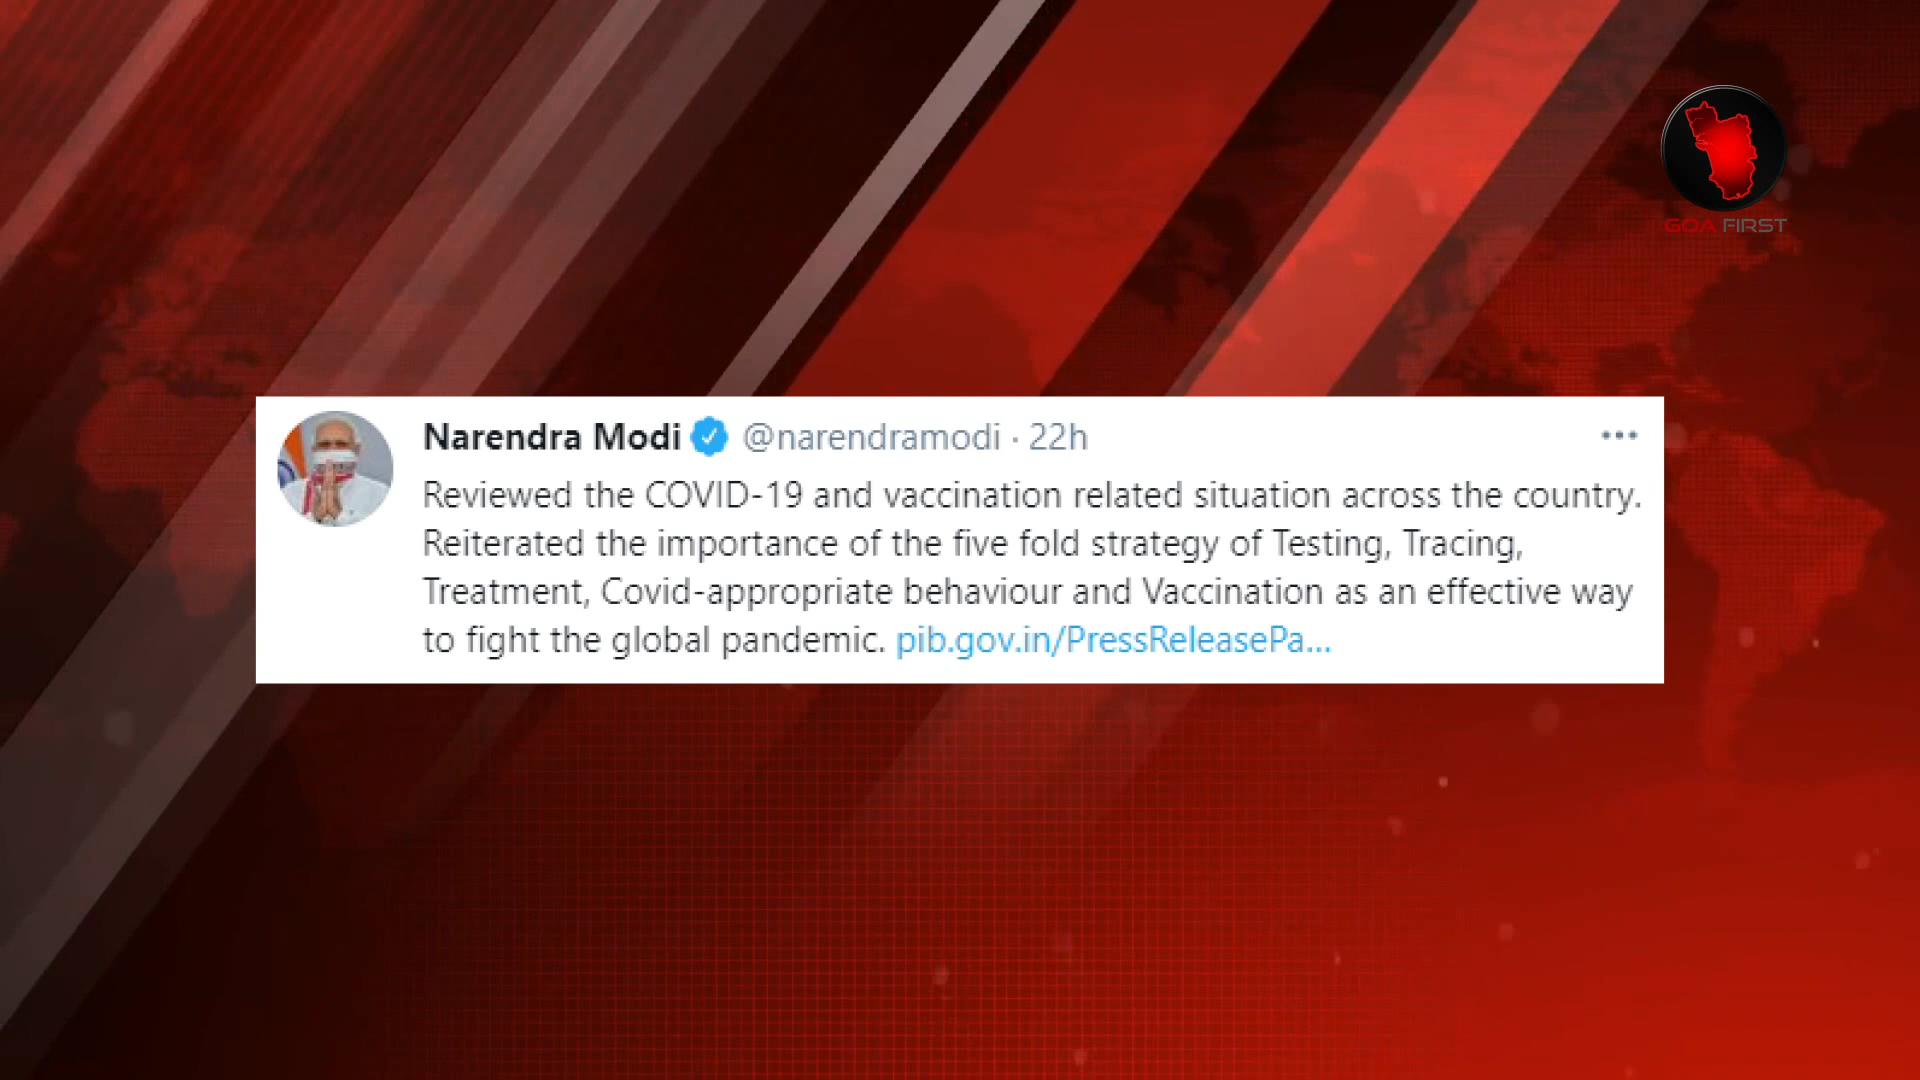 GOA FIRST
Narendra Modi @narendramodi · 22h
Reviewed the COVID-19 and vaccination related situation across the country.
Reiterated the importance of the five fold strategy of Testing, Tracing,
Treatment, Covid-appropriate behaviour and Vaccination as an effective way
to fight the global pandemic. pib.gov.in/PressReleasePa...